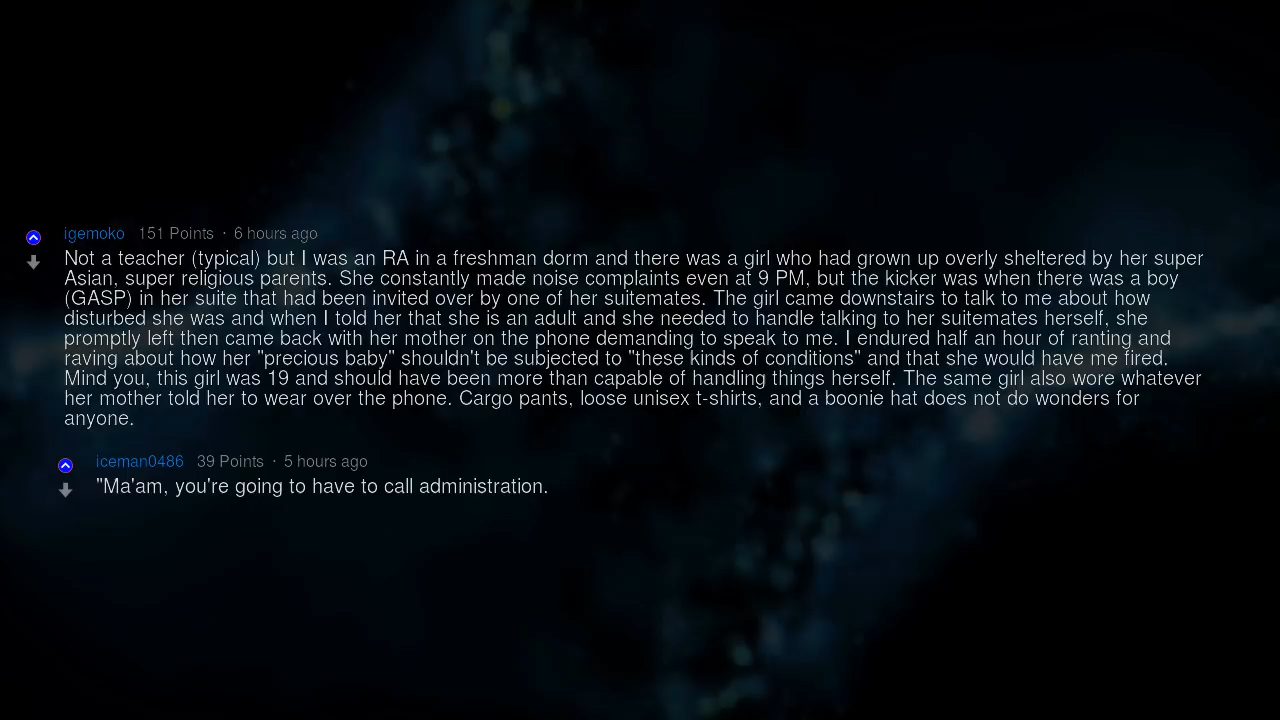 igemoko 151 Points · 6 hours ago
Not a teacher (typical) but I was an RA in a freshman dorm and there was a girl who had grown up overly sheltered by her super
Asian, super religious parents. She constantly made noise complaints even at 9 PM, but the kicker was when there was a boy
(GASP) in her suite that had been invited over by one of her suitemates. The girl came downstairs to talk to me about how
disturbed she was and when I told her that she is an adult and she needed to handle talking to her suitemates herself, she
promptly left then came back with her mother on the phone demanding to speak to me. I endured half an hour of ranting and
raving about how her "precious baby" shouldn't be subjected to "these kinds of conditions" and that she would have me fired.
Mind you, this girl was 19 and should have been more than capable of handling things herself. The same girl also wore whatever
her mother told her to wear over the phone. Cargo pants, loose unisex t-shirts, and a boonie hat does not do wonders for
anyone.
iceman0486 39 Points · 5 hours ago
"Ma'am, you're going to have to call administration.